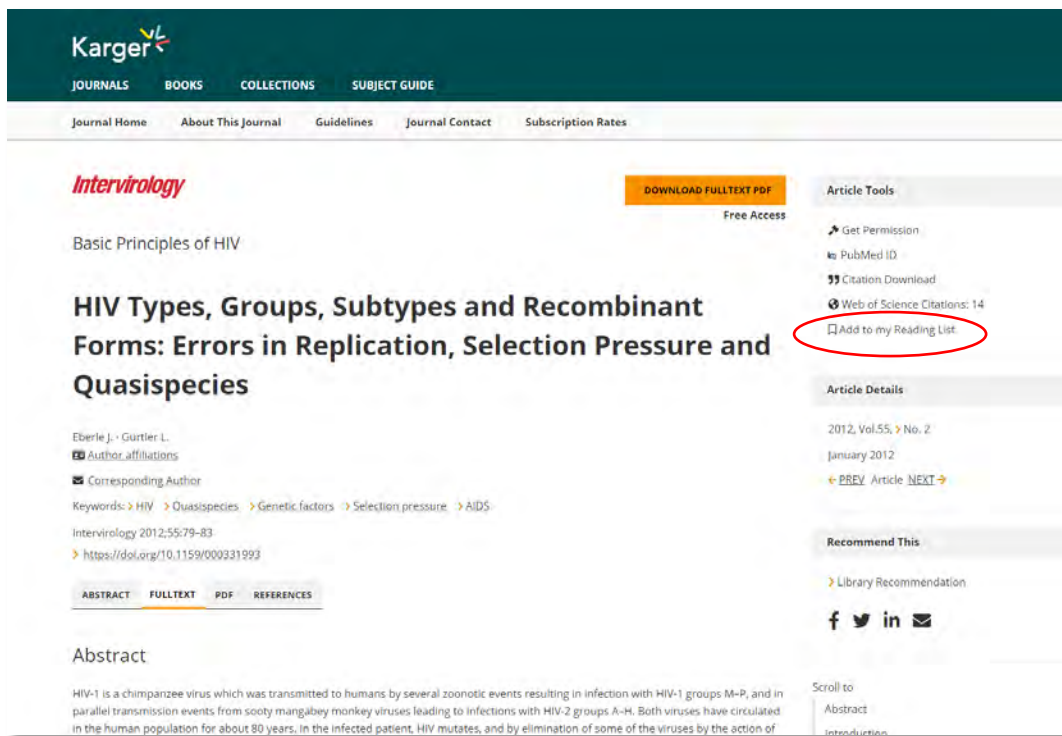 Karger
JOURNALS BOOKS COLLECTIONS SUBJECT GUIDE
Journal Home About This Journal Guidelines Journal Contact Subscription Rates
Intervirology
DOWNLOAD FULLTEXT PDF
Free Access
Basic Principles of HIV
HIV Types, Groups, Subtypes and Recombinant
Forms: Errors in Replication, Selection Pressure and
Quasispecies
Eberle J. · Gürtler L.
Author affiliations
Corresponding Author
Keywords: HIV Quasispecies Genetic factors Selection pressure AIDS
Intervirology 2012;55:79–83
https://doi.org/10.1159/000331993
ABSTRACT FULLTEXT PDF REFERENCES
Abstract
HIV-1 is a chimpanzee virus which was transmitted to humans by several zoonotic events resulting in infection with HIV-1 groups M–P, and in
parallel transmission events from sooty mangabey monkey viruses leading to infections with HIV-2 groups A–H. Both viruses have circulated
in the human population for about 80 years. In the infected patient, HIV mutates, and by elimination of some of the viruses by the action of
Article Tools
Get Permission
PubMed ID
Citation Download
Web of Science Citations: 14
Add to my Reading List
Article Details
2012, Vol.55, No. 2
January 2012
PREV Article NEXT
Recommend This
Library Recommendation
Scroll to
Abstract
Introduction